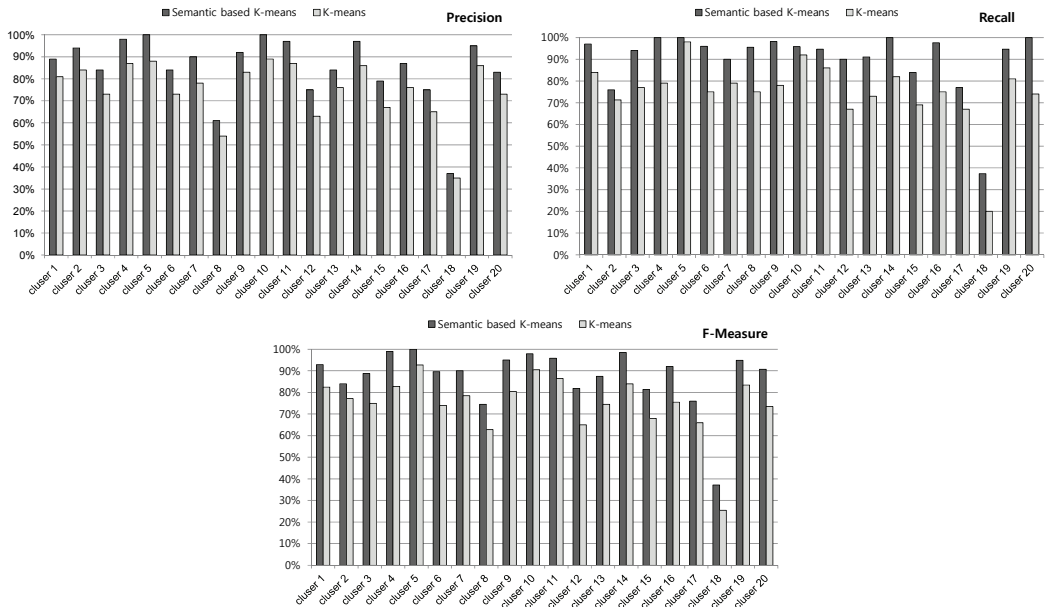 Semantic based K-means K-means
Precision
100%
90%
80%
70%
60%
50%
40%
30%
20%
10%
0%
cluser 1
cluser 2
cluser 3
cluser 4
cluser 5
cluser 6
cluser 7
cluser 8
cluser 9
cluser 10
cluser 11
cluser 12
cluser 13
cluser 14
cluser 15
cluser 16
cluser 17
cluser 18
cluser 19
cluser 20
Semantic based K-means K-means
Recall
100%
90%
80%
70%
60%
50%
40%
30%
20%
10%
0%
cluser 1
cluser 2
cluser 3
cluser 4
cluser 5
cluser 6
cluser 7
cluser 8
cluser 9
cluser 10
cluser 11
cluser 12
cluser 13
cluser 14
cluser 15
cluser 16
cluser 17
cluser 18
cluser 19
cluser 20
Semantic based K-means K-means
F-Measure
100%
90%
80%
70%
60%
50%
40%
30%
20%
10%
0%
cluser 1
cluser 2
cluser 3
cluser 4
cluser 5
cluser 6
cluser 7
cluser 8
cluser 9
cluser 10
cluser 11
cluser 12
cluser 13
cluser 14
cluser 15
cluser 16
cluser 17
cluser 18
cluser 19
cluser 20